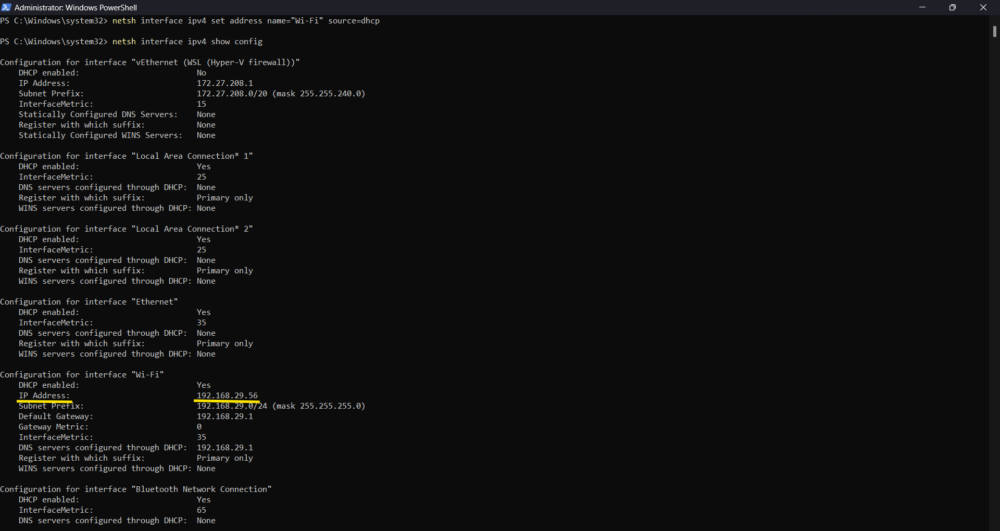 Administrator: Windows PowerShell
PS C:\Windows\system32> netsh interface ipv4 set address name="Wi-Fi" source=dhcp
PS C:\Windows\system32> netsh interface ipv4 show config
Configuration for interface "vEthernet (WSL (Hyper-V firewall))"
DHCP enabled: No
IP Address: 172.27.208.1
Subnet Prefix: 172.27.208.0/20 (mask 255.255.240.0)
InterfaceMetric: 15
Statically Configured DNS Servers: None
Register with which suffix: None
Statically Configured WINS Servers: None
Configuration for interface "Local Area Connection* 1"
DHCP enabled: Yes
InterfaceMetric: 25
DNS servers configured through DHCP: None
Register with which suffix: Primary only
WINS servers configured through DHCP: None
Configuration for interface "Local Area Connection* 2"
DHCP enabled: Yes
InterfaceMetric: 25
DNS servers configured through DHCP: None
Register with which suffix: Primary only
WINS servers configured through DHCP: None
Configuration for interface "Ethernet"
DHCP enabled: Yes
InterfaceMetric: 35
DNS servers configured through DHCP: None
Register with which suffix: Primary only
WINS servers configured through DHCP: None
Configuration for interface "Wi-Fi"
DHCP enabled: Yes
IP Address: 192.168.29.56
Subnet Prefix: 192.168.29.0/24 (mask 255.255.255.0)
Default Gateway: 192.168.29.1
Gateway Metric: 0
InterfaceMetric: 35
DNS servers configured through DHCP: 192.168.29.1
Register with which suffix: Primary only
WINS servers configured through DHCP: None
Configuration for interface "Bluetooth Network Connection"
DHCP enabled: Yes
InterfaceMetric: 65
DNS servers configured through DHCP: None